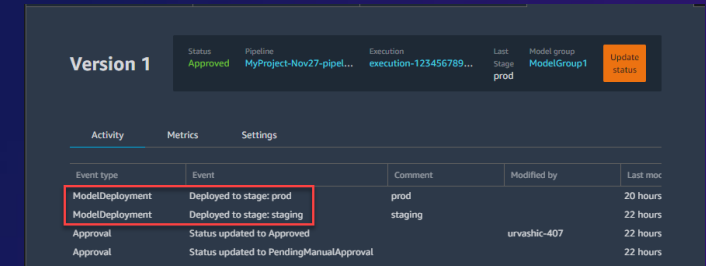 Version 1
Status Pipeline Execution Last Stage Model group
Approved MyProject-Nov27-pipel... execution-123456789... prod ModelGroup1
Update status
Activity Metrics Settings
Event type Event Comment Modified by Last moc
ModelDeployment Deployed to stage: prod prod 20 hours
ModelDeployment Deployed to stage: staging staging 22 hours
Approval Status updated to Approved urvashic-407 22 hours
Approval Status updated to PendingManualApproval 22 hours